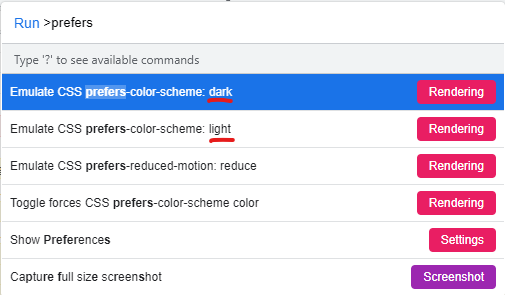 Run >prefers
Type '?' to see available commands
Emulate CSS prefers-color-scheme: dark Rendering
Emulate CSS prefers-color-scheme: light Rendering
Emulate CSS prefers-reduced-motion: reduce Rendering
Toggle forces CSS prefers-color-scheme color Rendering
Show Preferences Settings
Capture full size screenshot Screenshot